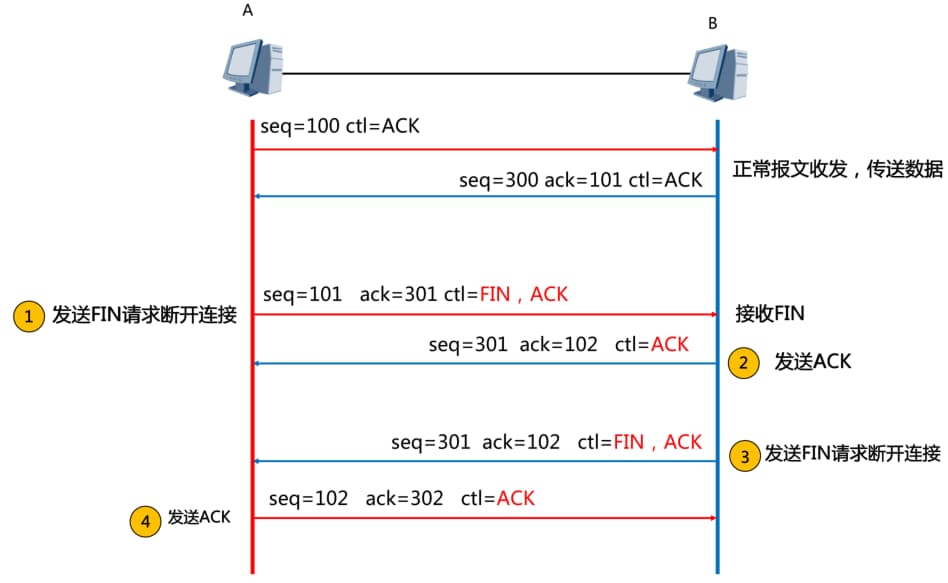 A
B
seq=100 ctl=ACK
正常报文收发，传送数据
seq=300 ack=101 ctl=ACK
seq=101 ack=301 ctl=FIN，ACK
1 发送FIN请求断开连接
接收FIN
seq=301 ack=102 ctl=ACK
2 发送ACK
seq=301 ack=102 ctl=FIN，ACK
3 发送FIN请求断开连接
seq=102 ack=302 ctl=ACK
4 发送ACK